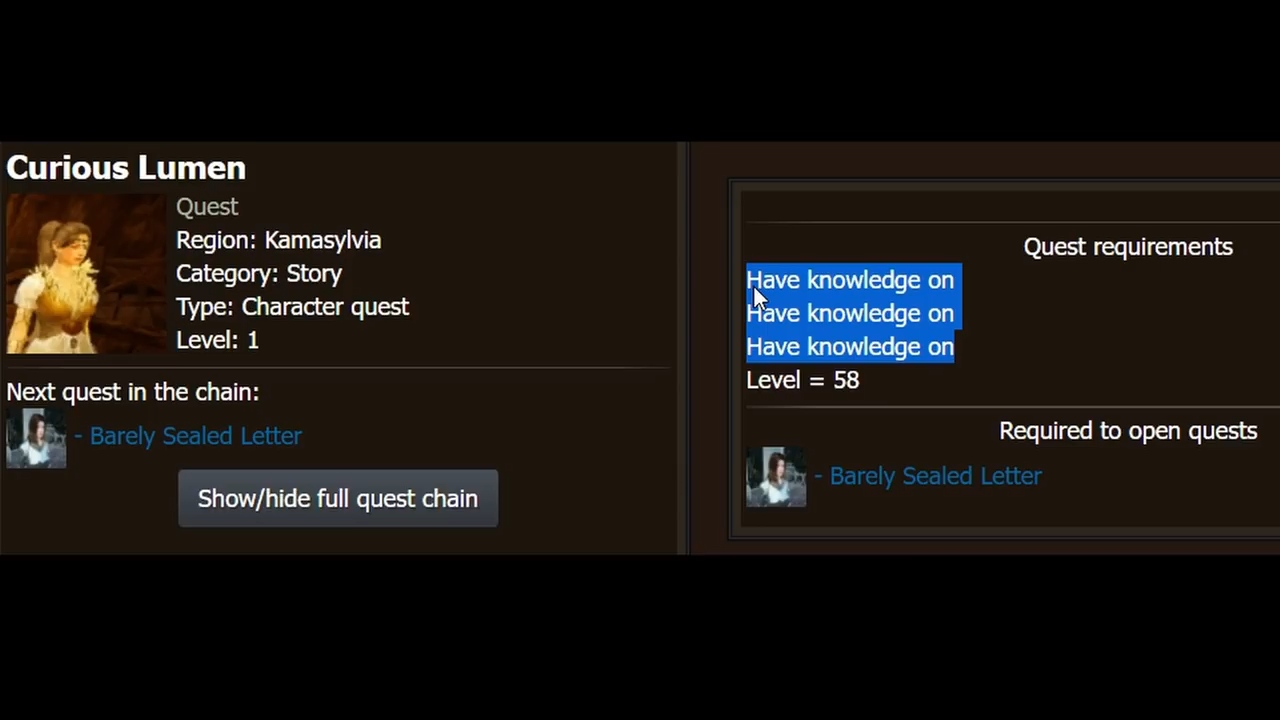 Curious Lumen
Quest
Region: Kamasylvia
Category: Story
Type: Character quest
Level: 1
Next quest in the chain:
- Barely Sealed Letter
Show/hide full quest chain
Quest requirements
Have knowledge on
Have knowledge on
Have knowledge on
Level = 58
Required to open quests
- Barely Sealed Letter